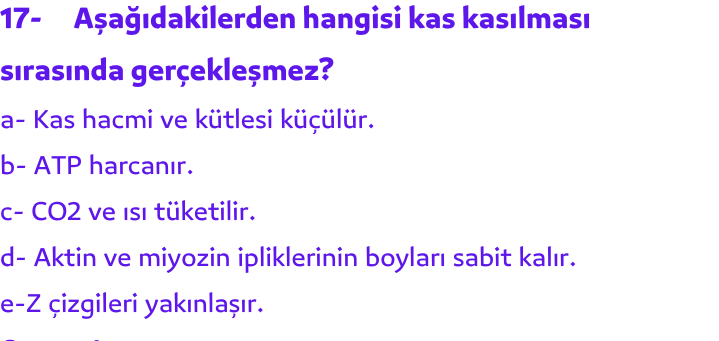 17- Aşağıdakilerden hangisi kas kasılması
sırasında gerçekleşmez?
a- Kas hacmi ve kütlesi küçülür.
b- ATP harcanır.
c- CO2 ve ısı tüketilir.
d- Aktin ve miyozin ipliklerinin boyları sabit kalır.
e-Z çizgileri yakınlaşır.